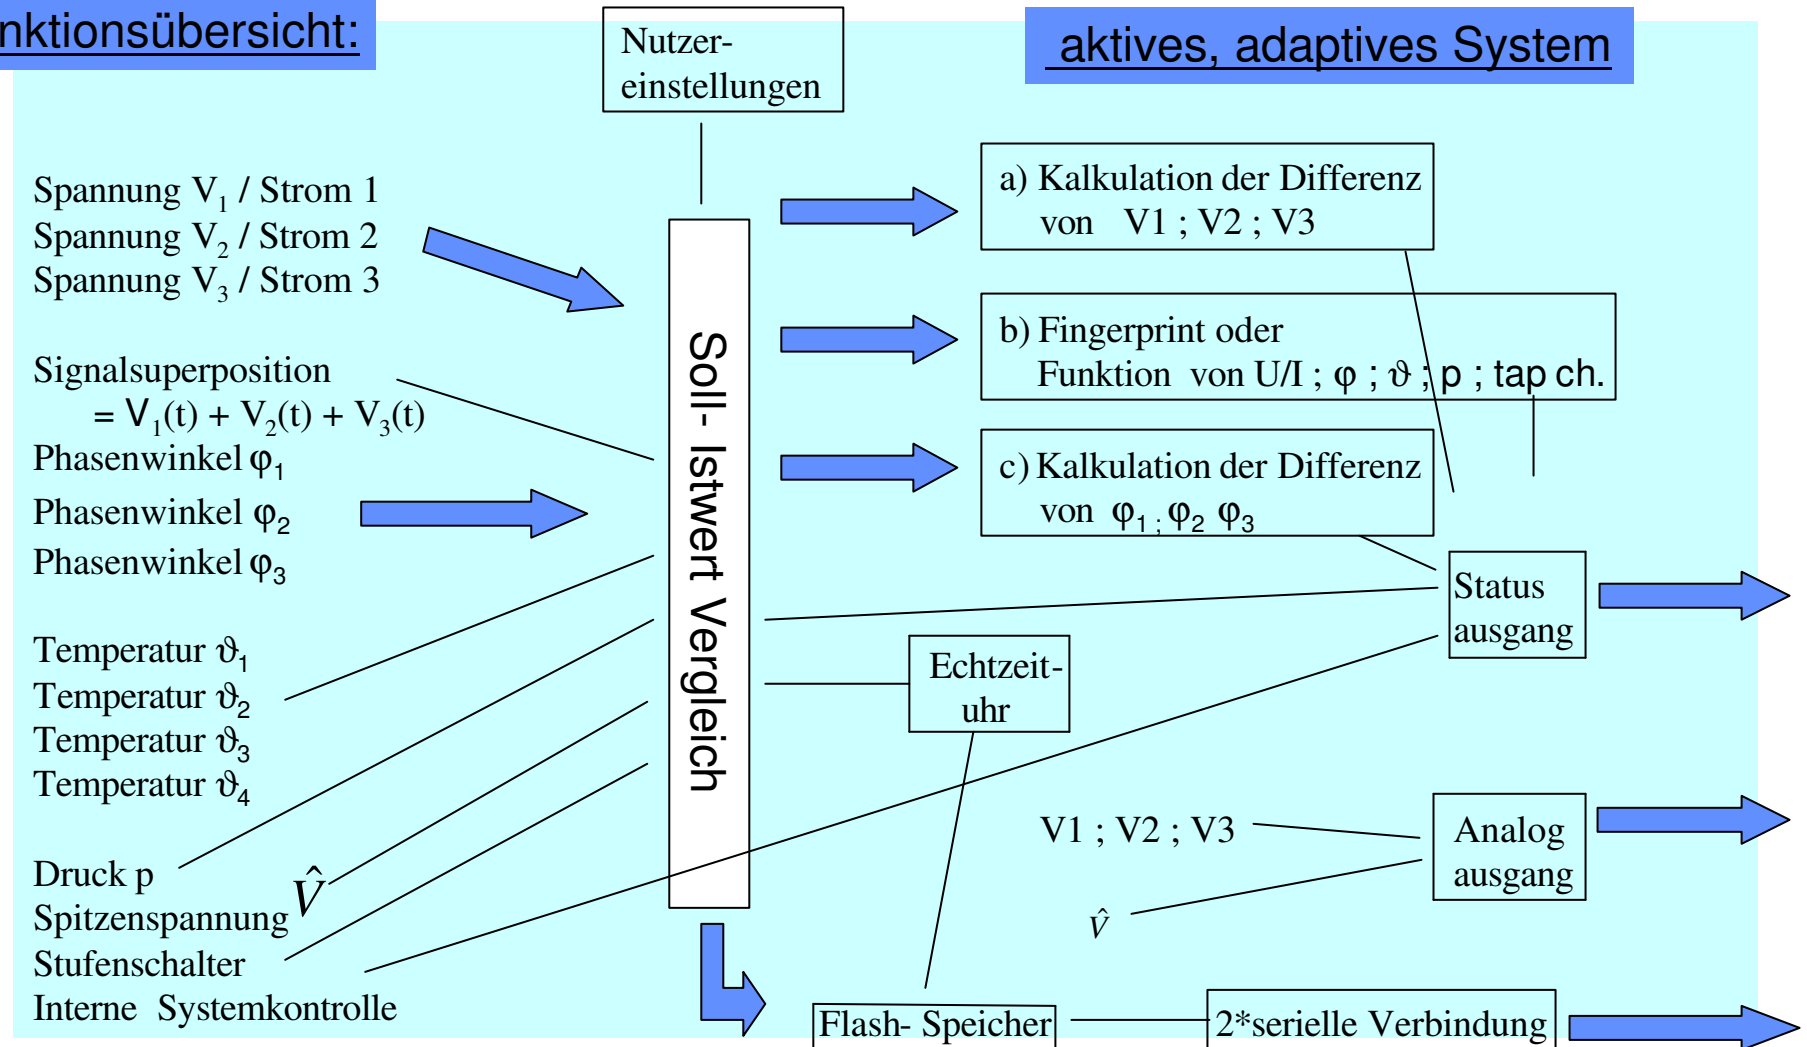 nktionsübersicht:
aktives, adaptives System
Nutzer-
einstellungen
Spannung V₁ / Strom 1
Spannung V₂ / Strom 2
Spannung V₃ / Strom 3
Signalsuperposition
= V₁(t) + V₂(t) + V₃(t)
Phasenwinkel φ₁
Phasenwinkel φ₂
Phasenwinkel φ₃
Temperatur ϑ₁
Temperatur ϑ₂
Temperatur ϑ₃
Temperatur ϑ₄
Druck p
Spitzenspannung V̂
Stufenschalter
Interne Systemkontrolle
Soll- Istwert Vergleich
a) Kalkulation der Differenz
von V1 ; V2 ; V3
b) Fingerprint oder
Funktion von U/I ; φ ; ϑ ; p ; tap ch.
c) Kalkulation der Differenz
von φ₁ ; φ₂ φ₃
Status
ausgang
Echtzeit-
uhr
V1 ; V2 ; V3
V̂
Analog
ausgang
Flash- Speicher
2*serielle Verbindung